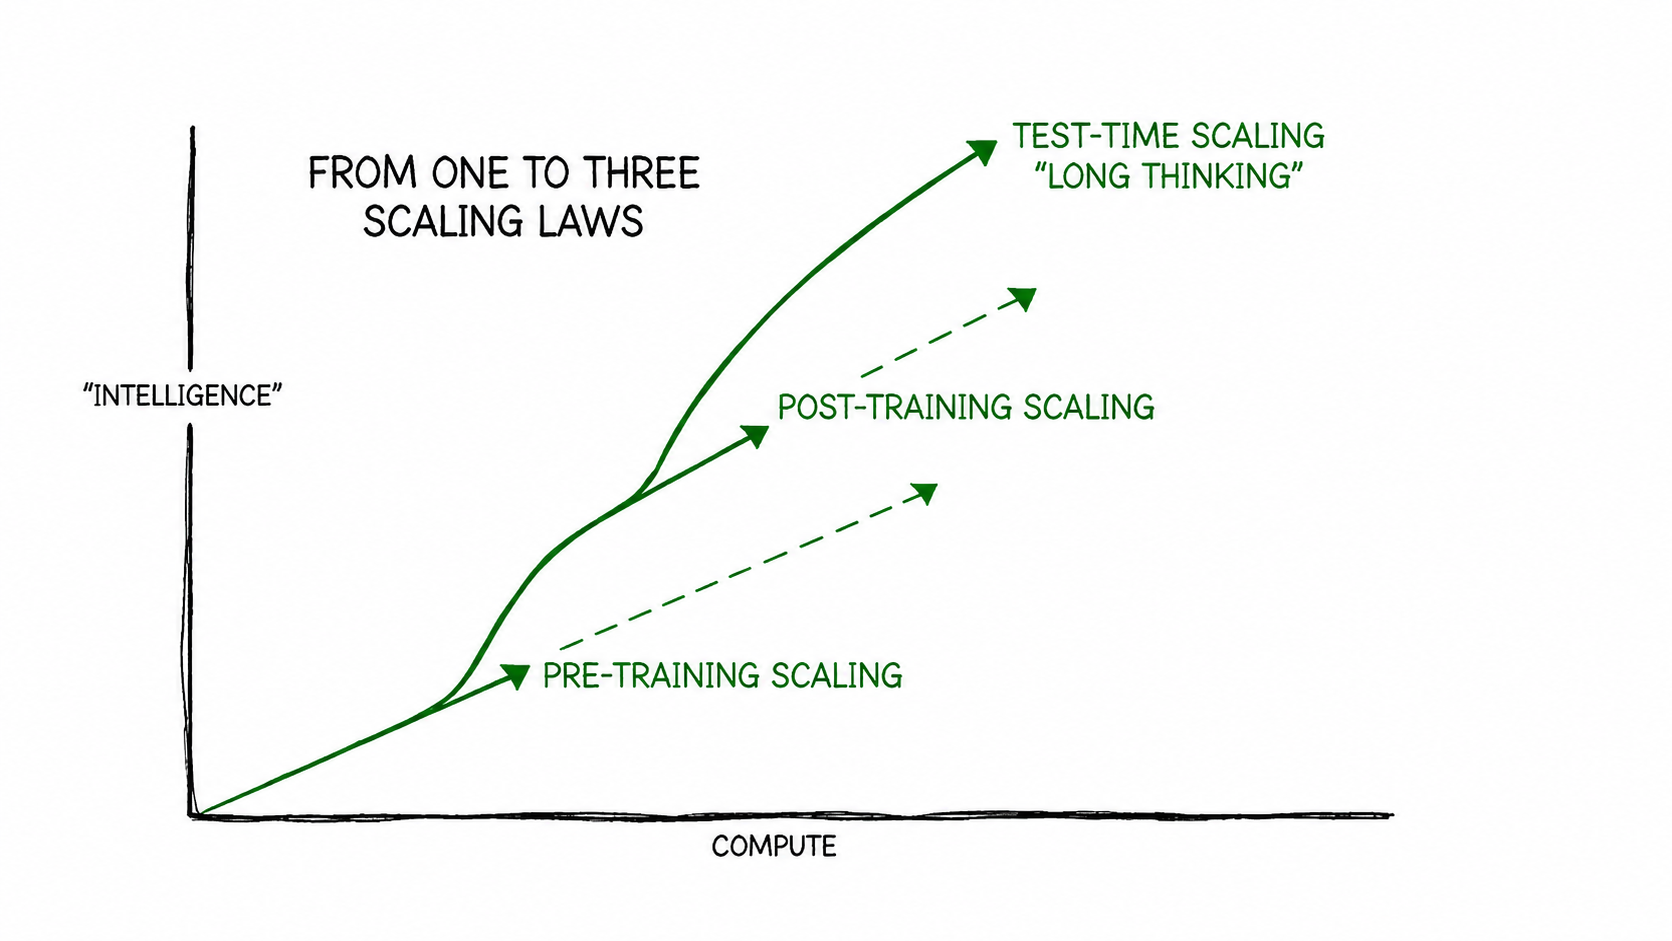 FROM ONE TO THREE
SCALING LAWS
TEST-TIME SCALING
“LONG THINKING”
“INTELLIGENCE”
POST-TRAINING SCALING
PRE-TRAINING SCALING
COMPUTE